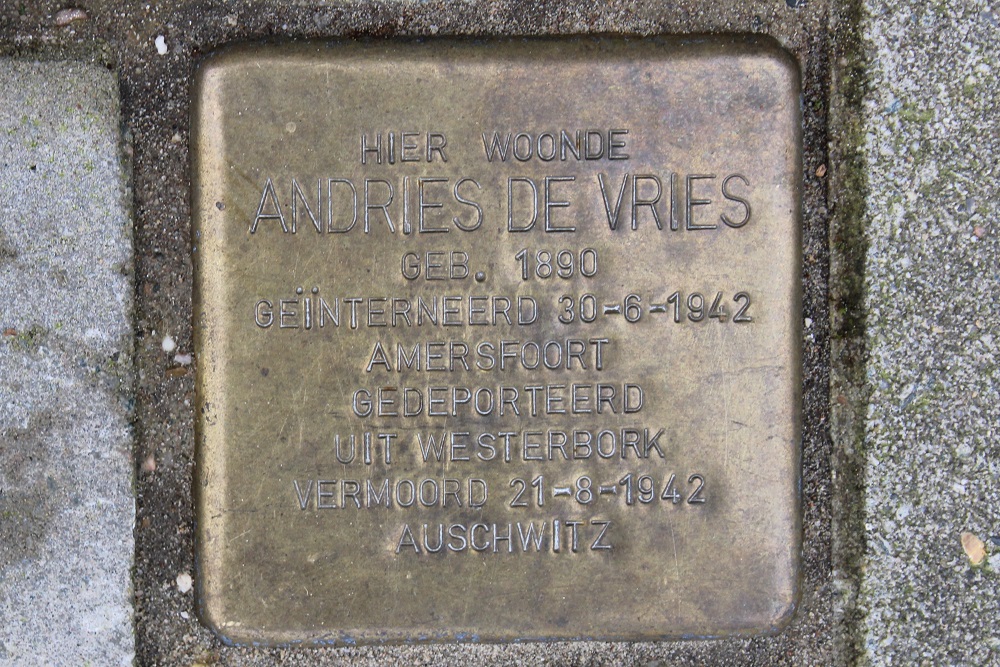 HIER WOONDE
ANDRIES DE VRIES
GEB. 1890
GEÏNTERNEERD 30-6-1942
AMERSFOORT
GEDEPORTEERD
UIT WESTERBORK
VERMOORD 21-8-1942
AUSCHWITZ